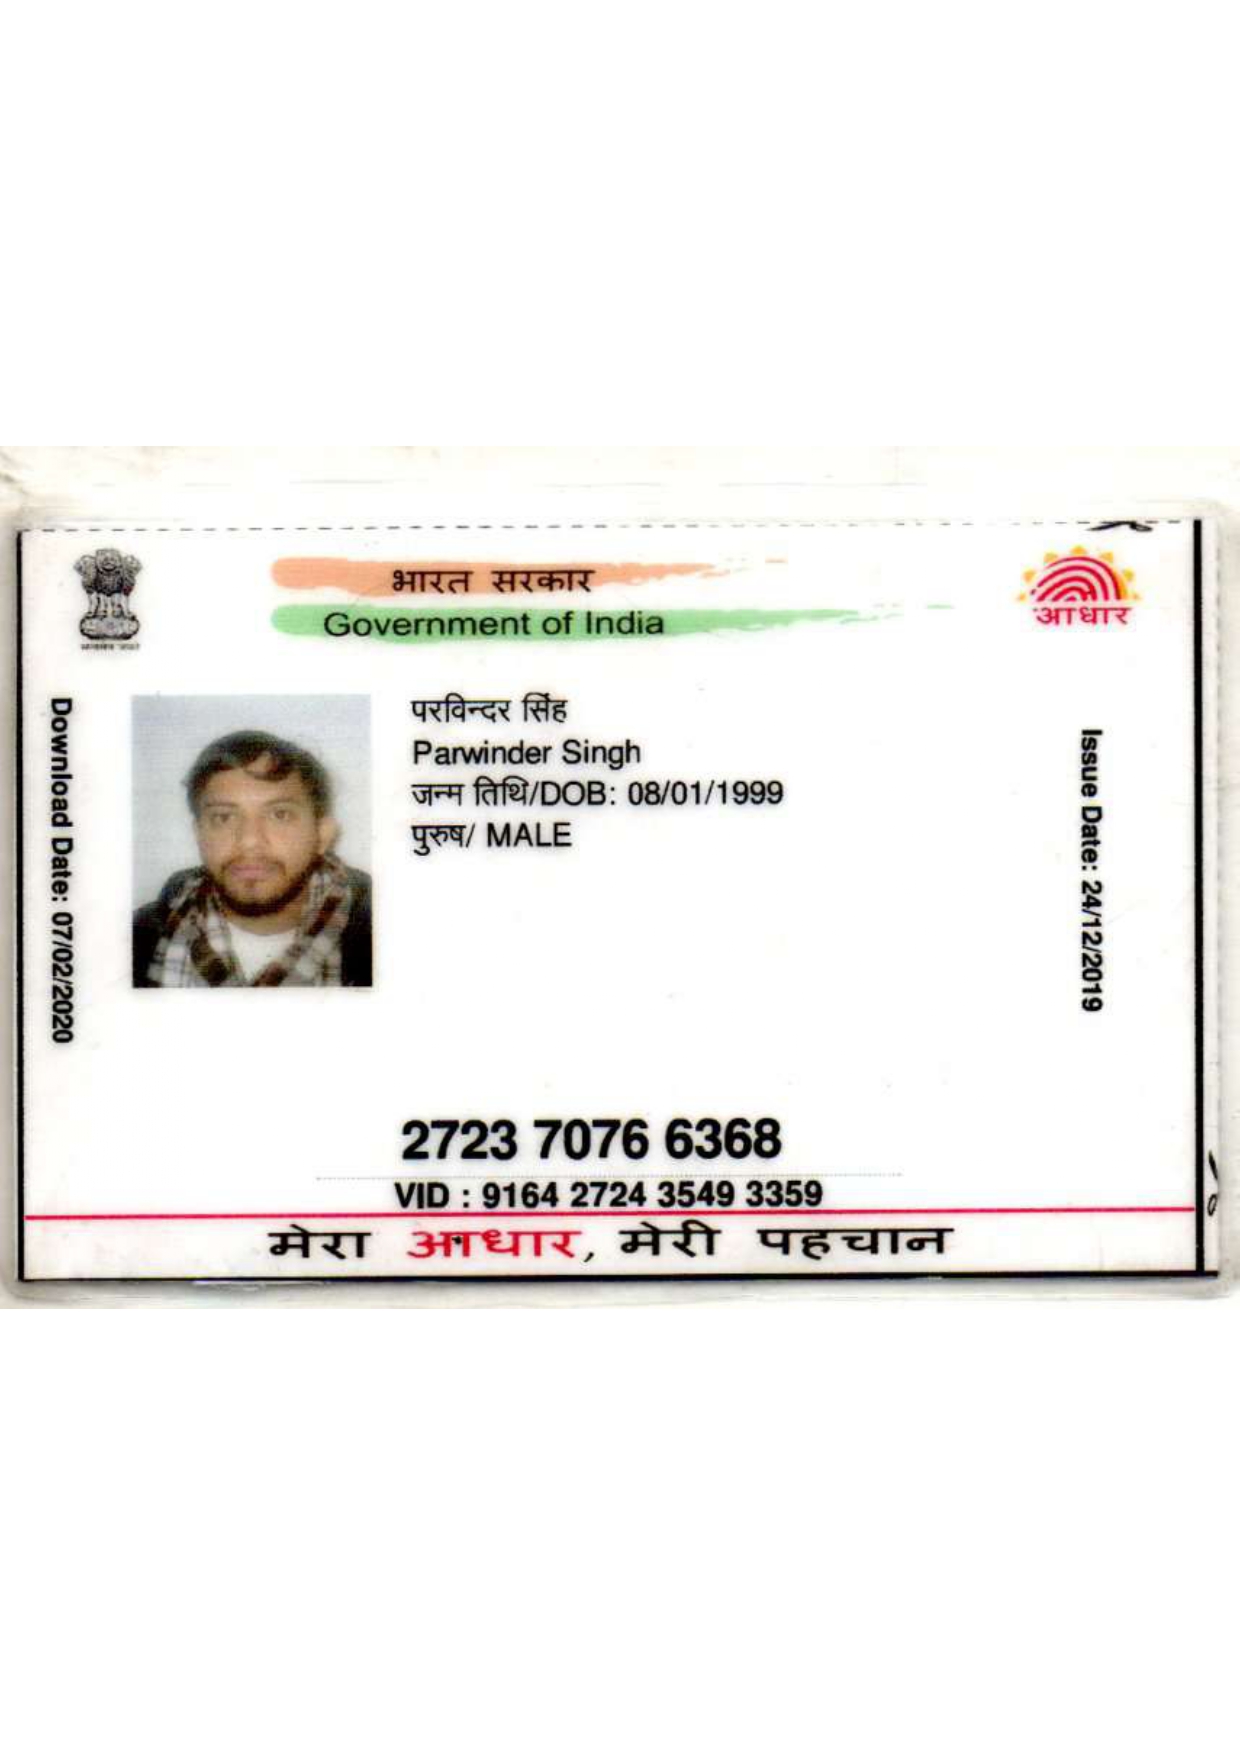 भारत सरकार
Government of India
आधार
Download Date: 07/02/2020
परविन्दर सिंह
Parwinder Singh
जन्म तिथि/DOB: 08/01/1999
पुरुष/ MALE
Issue Date: 24/12/2019
2723 7076 6368
VID : 9164 2724 3549 3359
मेरा आधार, मेरी पहचान